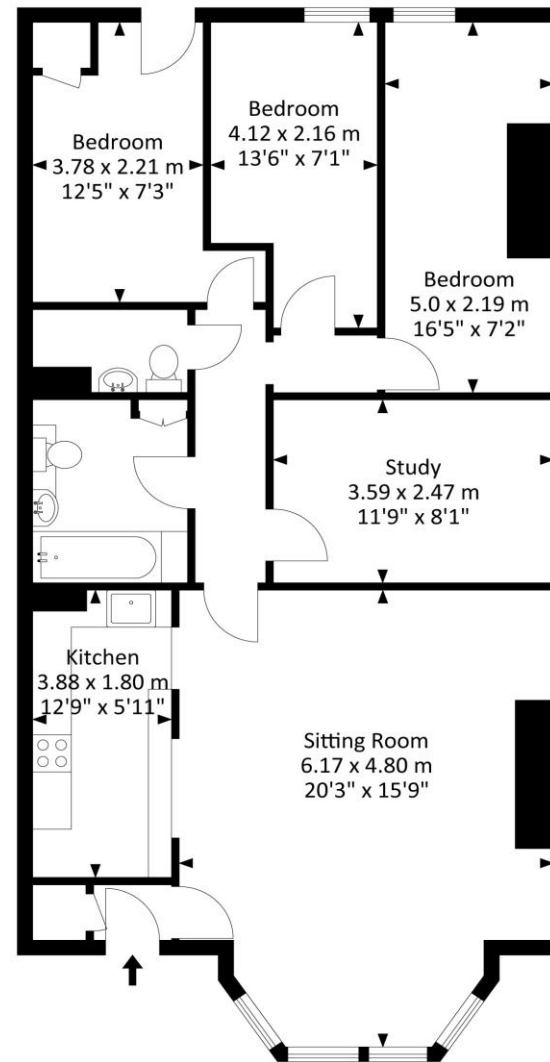 Bedroom
3.78 x 2.21 m
12'5" x 7'3"
Bedroom
4.12 x 2.16 m
13'6" x 7'1"
Bedroom
5.0 x 2.19 m
16'5" x 7'2"
Study
3.59 x 2.47 m
11'9" x 8'1"
Kitchen
3.88 x 1.80 m
12'9" x 5'11"
Sitting Room
6.17 x 4.80 m
20'3" x 15'9"